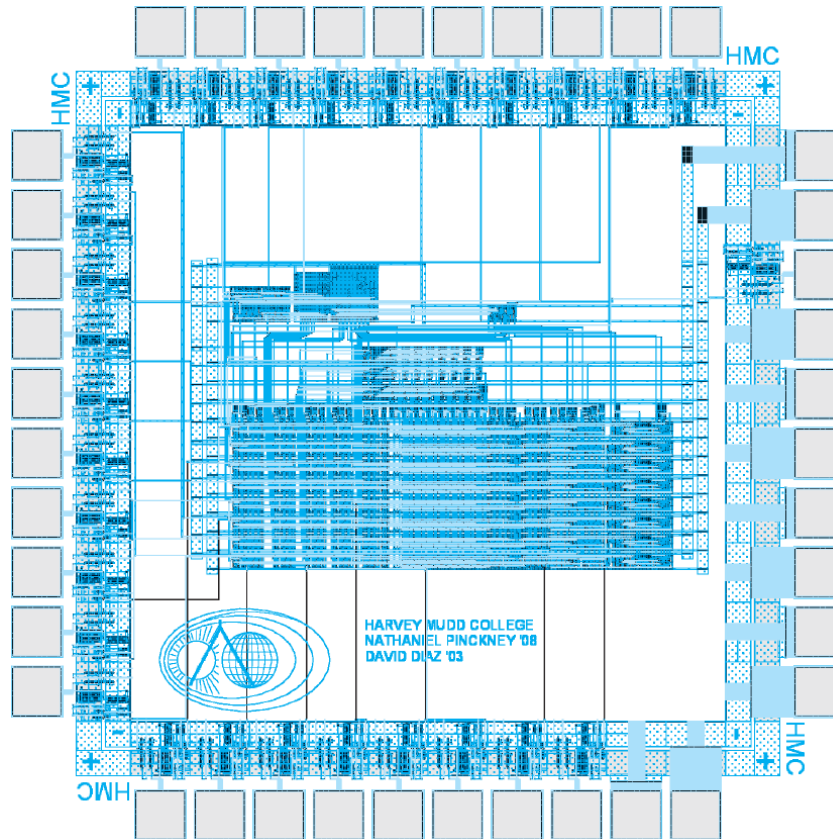 HMC
HMC
HARVEY MUDD COLLEGE
NATHANIEL PINCKNEY '08
DAVID DIAZ '03
HMC
HMC